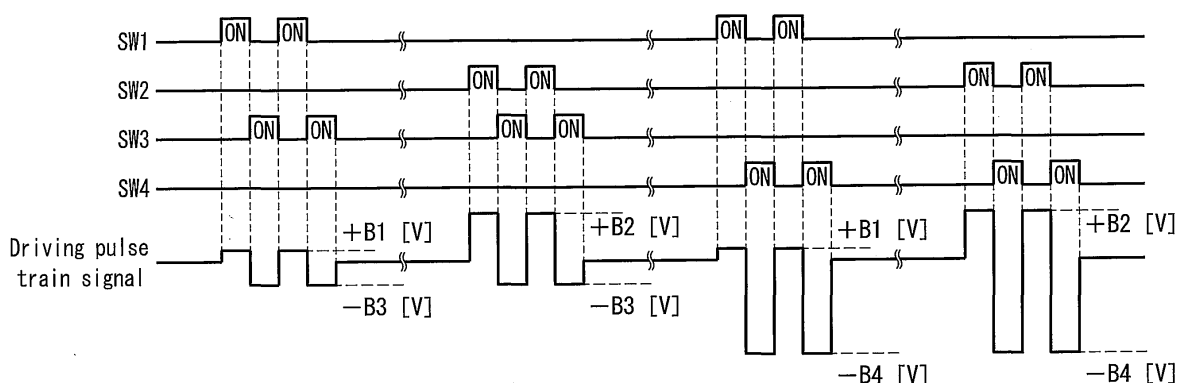 SW1 ON ON ON ON
SW2 ON ON ON ON
SW3 ON ON ON ON
SW4 ON ON ON ON
+B1 [V] +B2 [V] +B1 [V] +B2 [V]
Driving pulse
train signal
−B3 [V] −B3 [V]
−B4 [V] −B4 [V]